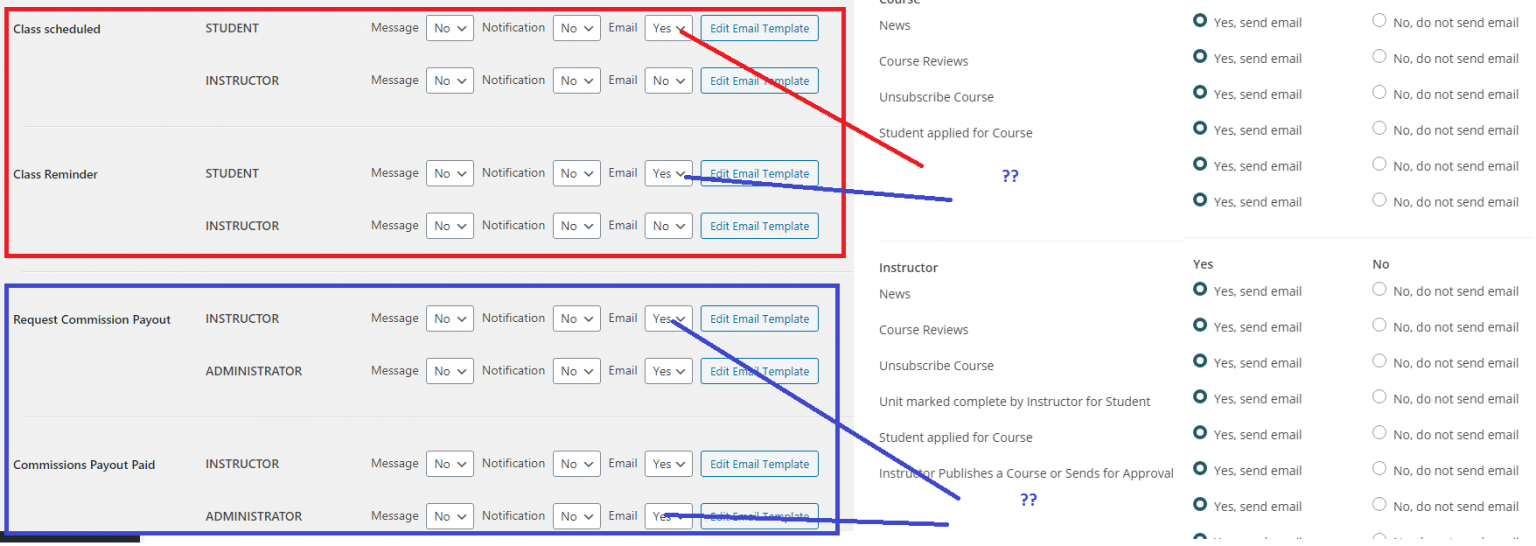 Class scheduled STUDENT Message No Notification No Email Yes Edit Email Template
INSTRUCTOR Message No Notification No Email No Edit Email Template
Class Reminder STUDENT Message No Notification No Email Yes Edit Email Template
INSTRUCTOR Message No Notification No Email No Edit Email Template
Request Commission Payout INSTRUCTOR Message No Notification No Email Yes Edit Email Template
ADMINISTRATOR Message No Notification No Email Yes Edit Email Template
Commissions Payout Paid INSTRUCTOR Message No Notification No Email Yes Edit Email Template
ADMINISTRATOR Message No Notification No Email Yes Edit Email Template
Course
News Yes, send email No, do not send email
Course Reviews Yes, send email No, do not send email
Unsubscribe Course Yes, send email No, do not send email
Student applied for Course Yes, send email No, do not send email
?? Yes, send email No, do not send email
Yes, send email No, do not send email
Instructor Yes No
News Yes, send email No, do not send email
Course Reviews Yes, send email No, do not send email
Unsubscribe Course Yes, send email No, do not send email
Unit marked complete by Instructor for Student Yes, send email No, do not send email
Student applied for Course Yes, send email No, do not send email
Instructor Publishes a Course or Sends for Approval Yes, send email No, do not send email
?? Yes, send email No, do not send email